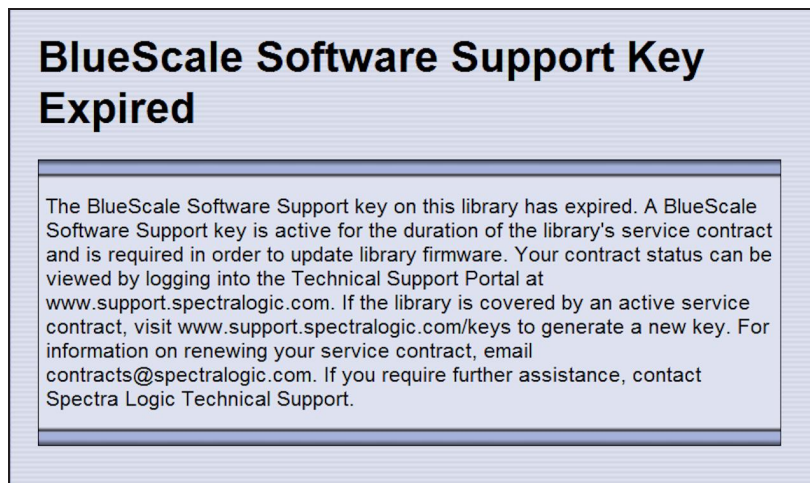 BlueScale Software Support Key
Expired
The BlueScale Software Support key on this library has expired. A BlueScale
Software Support key is active for the duration of the library's service contract
and is required in order to update library firmware. Your contract status can be
viewed by logging into the Technical Support Portal at
www.support.spectralogic.com. If the library is covered by an active service
contract, visit www.support.spectralogic.com/keys to generate a new key. For
information on renewing your service contract, email
contracts@spectralogic.com. If you require further assistance, contact
Spectra Logic Technical Support.